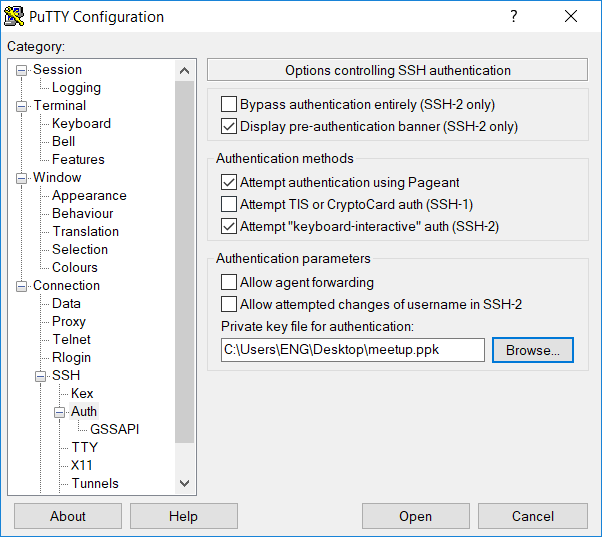 PuTTY Configuration
?
Category:
Session
Logging
Terminal
Keyboard
Bell
Features
Window
Appearance
Behaviour
Translation
Selection
Colours
Connection
Data
Proxy
Telnet
Rlogin
SSH
Kex
Auth
GSSAPI
TTY
X11
Tunnels
Options controlling SSH authentication
Bypass authentication entirely (SSH-2 only)
Display pre-authentication banner (SSH-2 only)
Authentication methods
Attempt authentication using Pageant
Attempt TIS or CryptoCard auth (SSH-1)
Attempt "keyboard-interactive" auth (SSH-2)
Authentication parameters
Allow agent forwarding
Allow attempted changes of username in SSH-2
Private key file for authentication:
C:\Users\ENG\Desktop\meetup.ppk Browse...
About Help Open Cancel